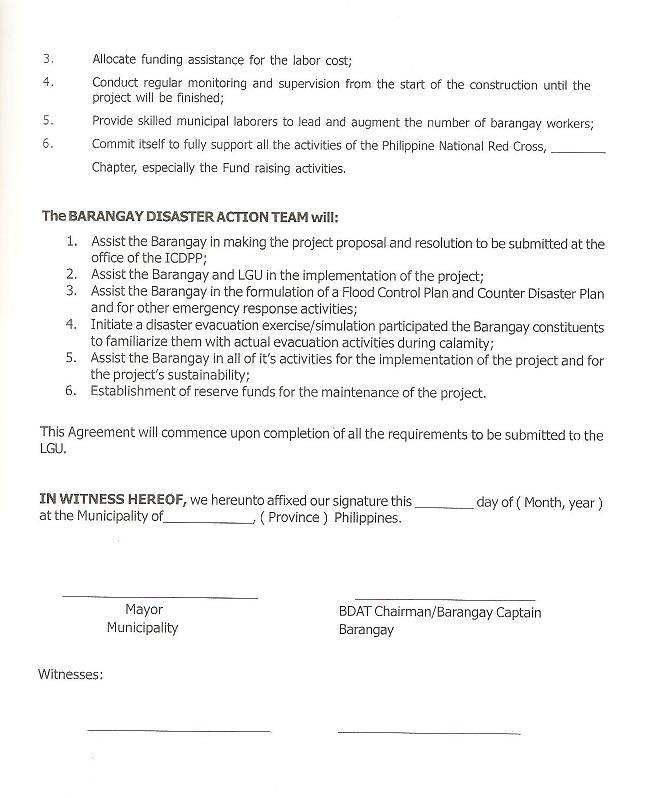 3. Allocate funding assistance for the labor cost;
4. Conduct regular monitoring and supervision from the start of the construction until the
project will be finished;
5. Provide skilled municipal laborers to lead and augment the number of barangay workers;
6. Commit itself to fully support all the activities of the Philippine National Red Cross, ________
Chapter, especially the Fund raising activities.
The BARANGAY DISASTER ACTION TEAM will:
1. Assist the Barangay in making the project proposal and resolution to be submitted at the
office of the ICDPP;
2. Assist the Barangay and LGU in the implementation of the project;
3. Assist the Barangay in the formulation of a Flood Control Plan and Counter Disaster Plan
and for other emergency response activities;
4. Initiate a disaster evacuation exercise/simulation participated the Barangay constituents
to familiarize them with actual evacuation activities during calamity;
5. Assist the Barangay in all of it's activities for the implementation of the project and for
the project's sustainability;
6. Establishment of reserve funds for the maintenance of the project.
This Agreement will commence upon completion of all the requirements to be submitted to the
LGU.
IN WITNESS HEREOF, we hereunto affixed our signature this ________ day of ( Month, year )
at the Municipality of____________, ( Province ) Philippines.
Mayor
Municipality
BDAT Chairman/Barangay Captain
Barangay
Witnesses: